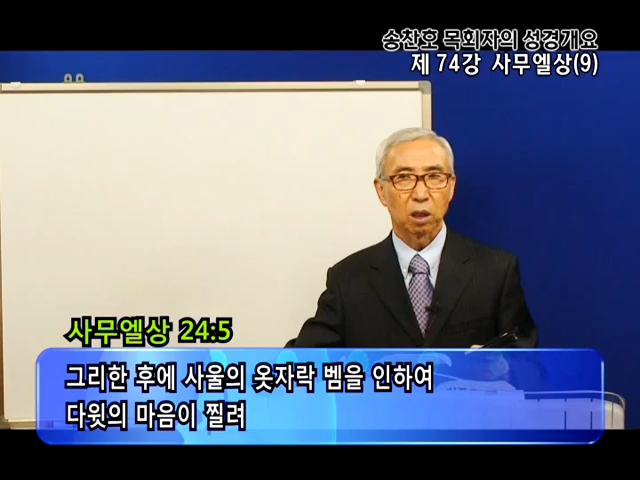 송찬호 목회자의 성경개요
제 74강 사무엘상(9)
사무엘상 24:5
그리한 후에 사울의 옷자락 벰을 인하여
다윗의 마음이 찔려